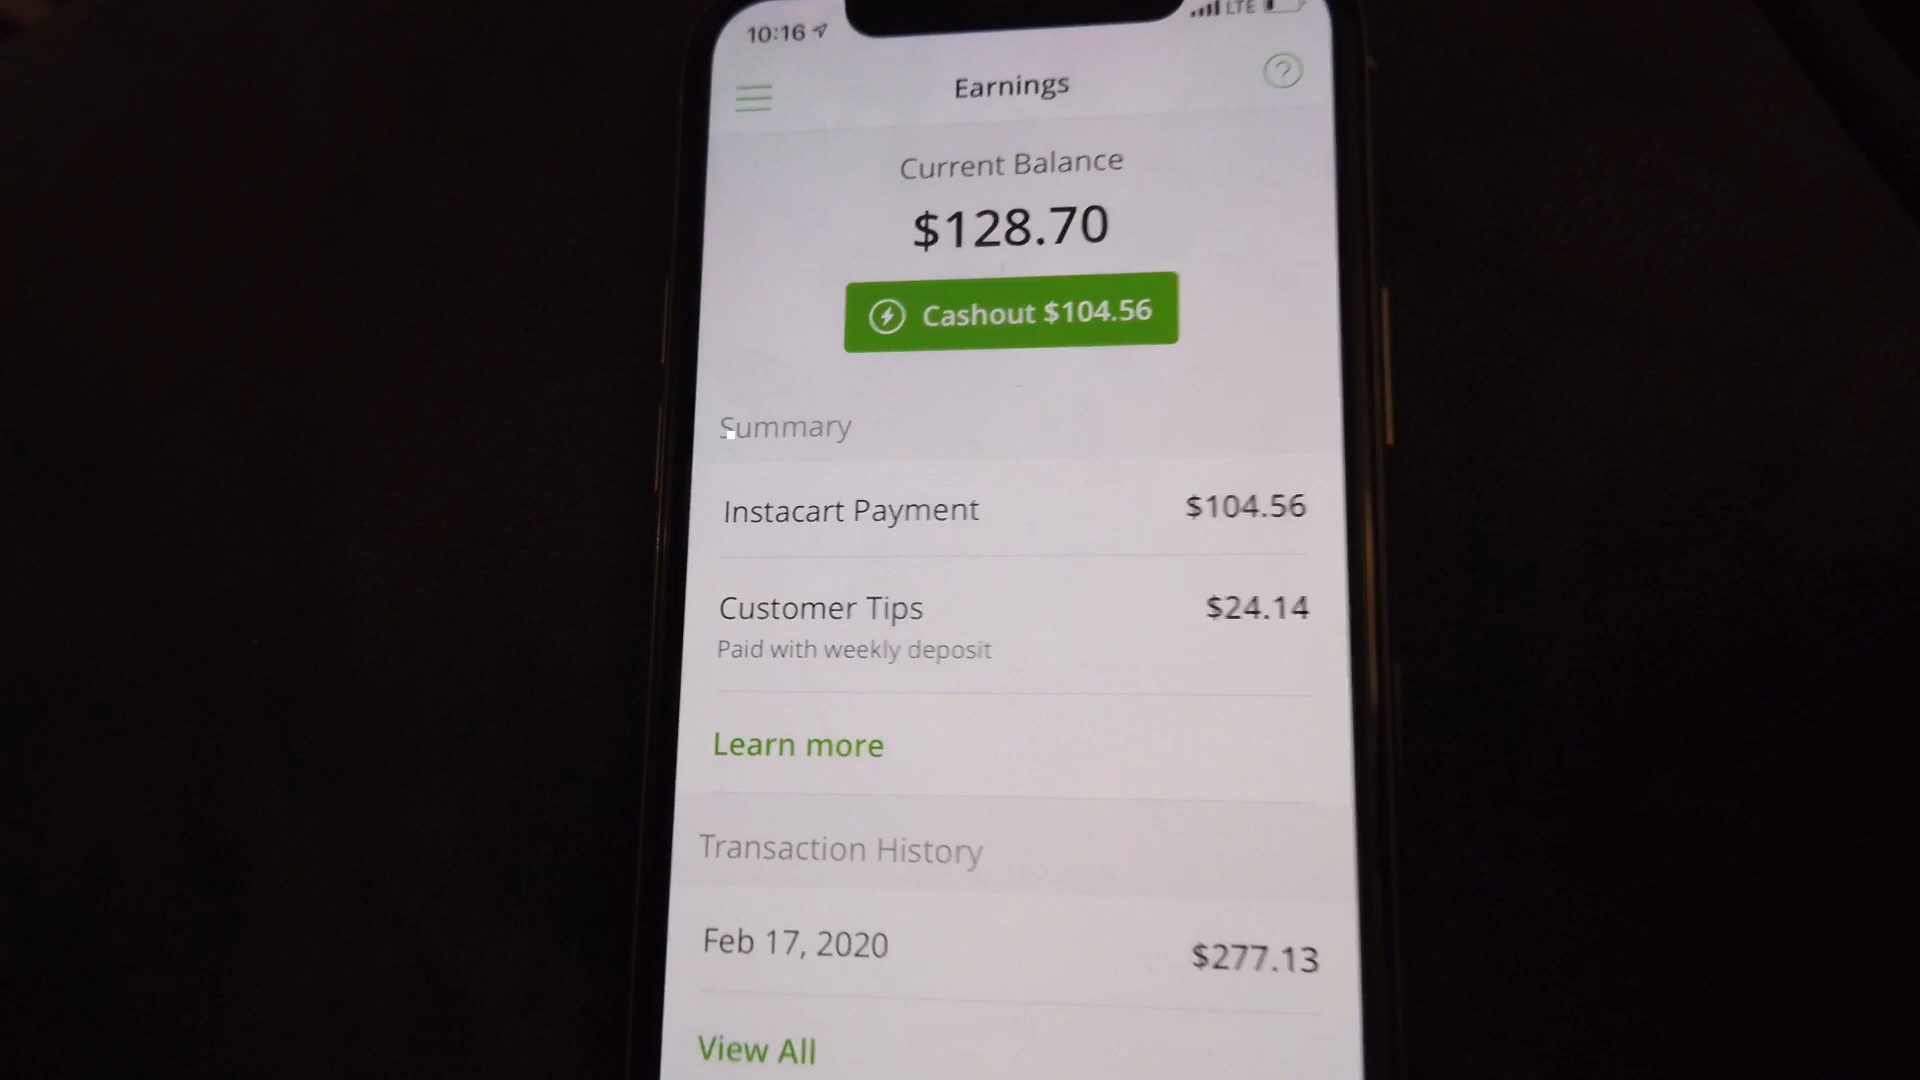 10:16
LTE
Earnings
Current Balance
$128.70
Cashout $104.56
Summary
Instacart Payment $104.56
Customer Tips $24.14
Paid with weekly deposit
Learn more
Transaction History
Feb 17, 2020 $277.13
View All